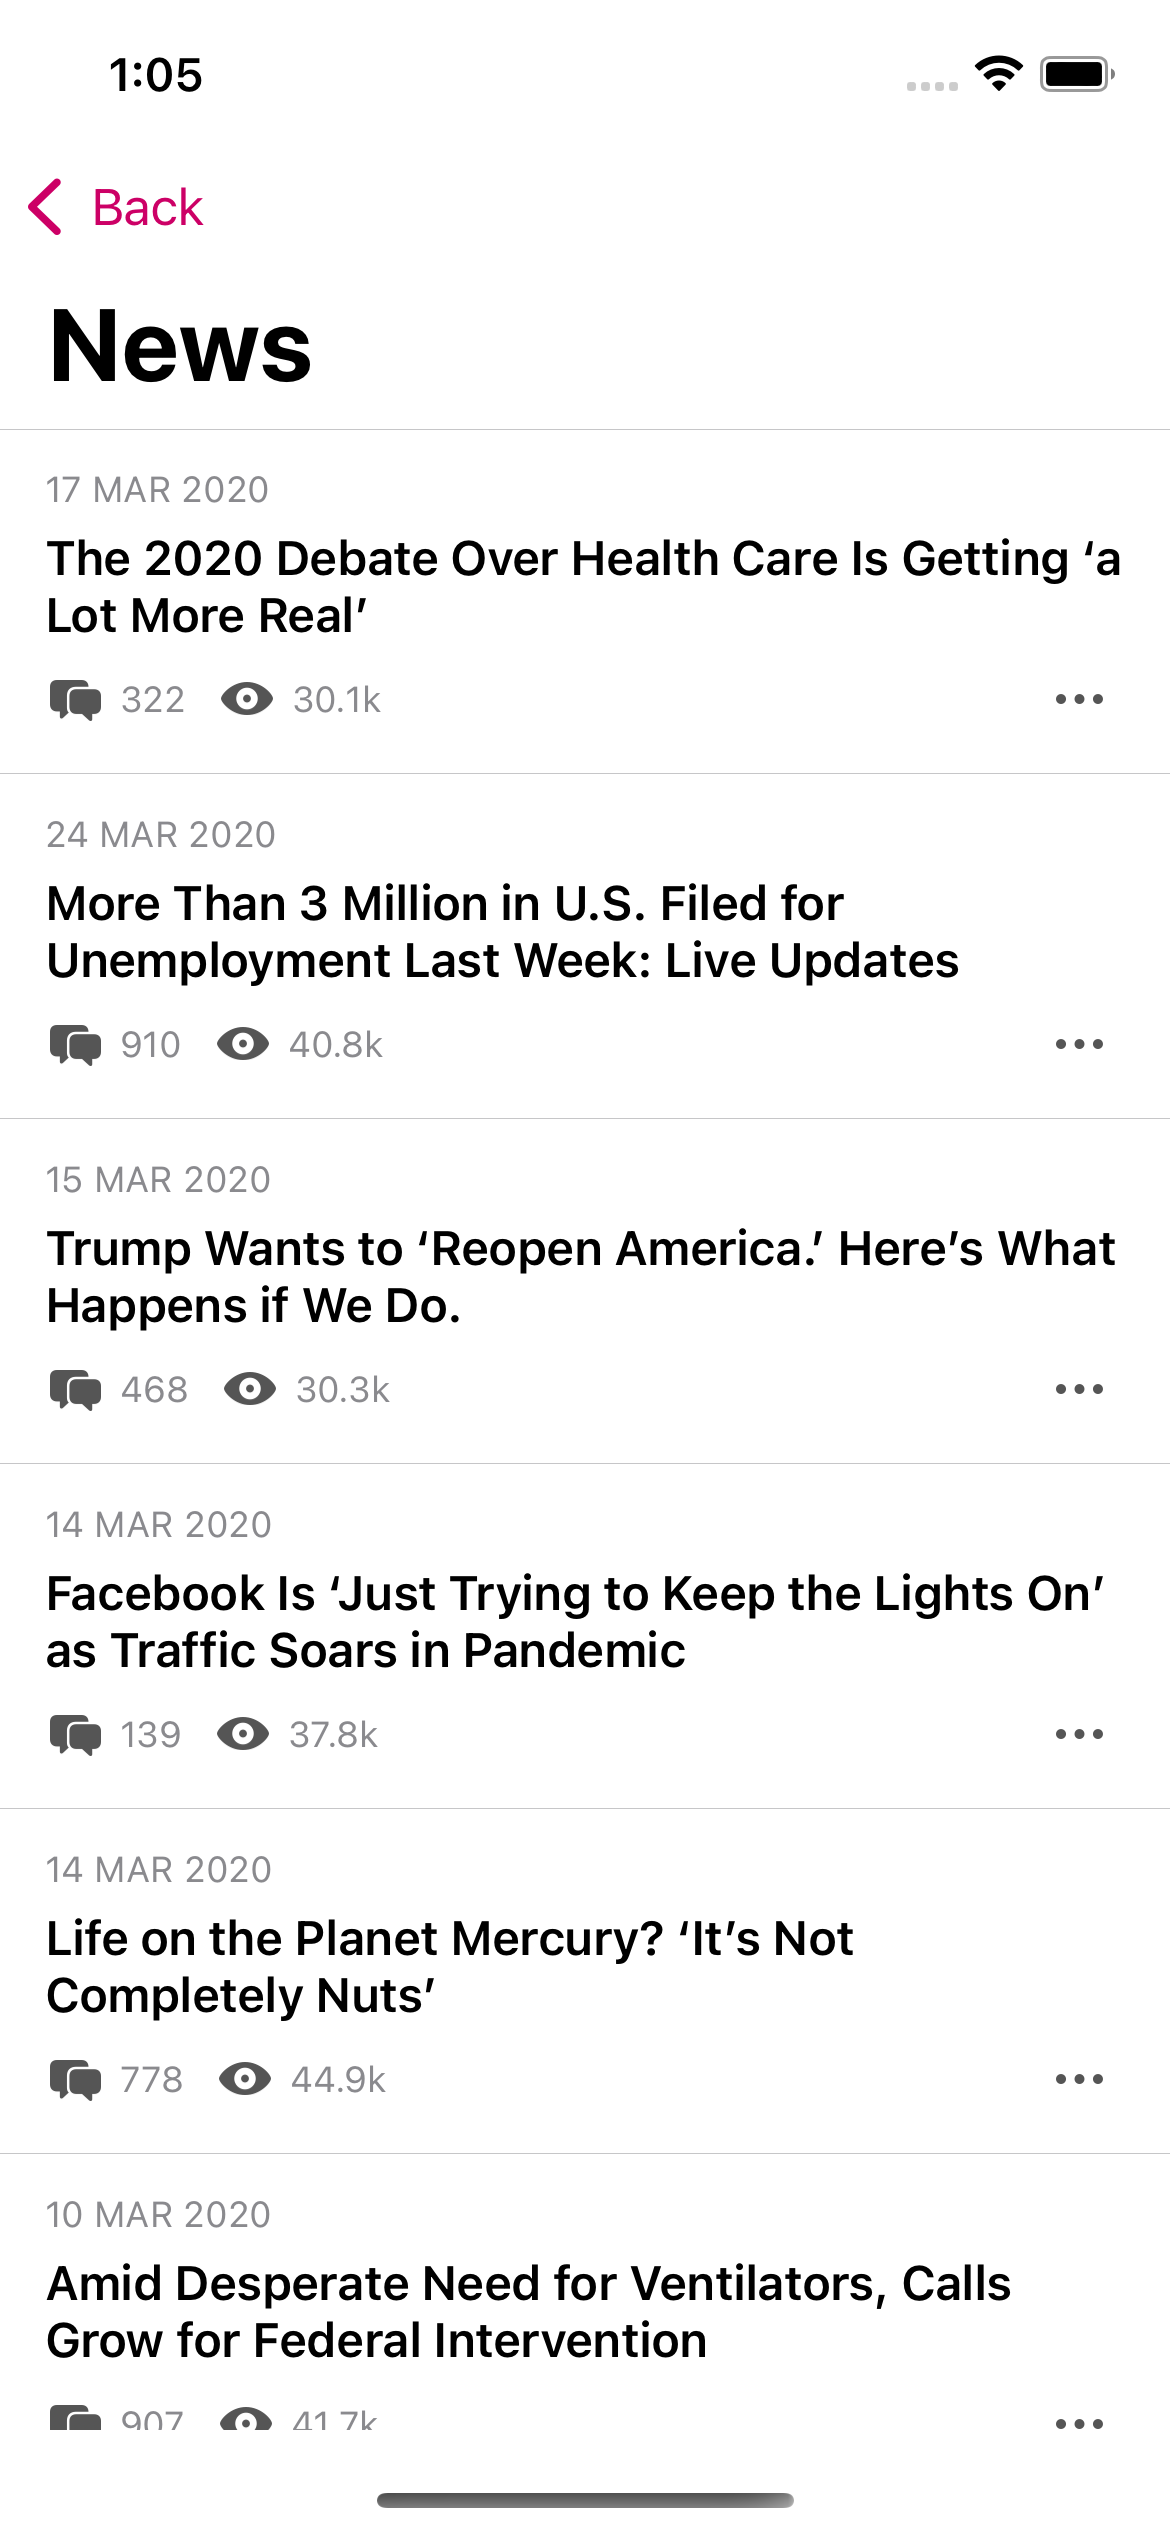 1:05
Back
News
17 MAR 2020
The 2020 Debate Over Health Care Is Getting ‘a
Lot More Real’
322 30.1k
24 MAR 2020
More Than 3 Million in U.S. Filed for
Unemployment Last Week: Live Updates
910 40.8k
15 MAR 2020
Trump Wants to ‘Reopen America.’ Here’s What
Happens if We Do.
468 30.3k
14 MAR 2020
Facebook Is ‘Just Trying to Keep the Lights On’
as Traffic Soars in Pandemic
139 37.8k
14 MAR 2020
Life on the Planet Mercury? ‘It’s Not
Completely Nuts’
778 44.9k
10 MAR 2020
Amid Desperate Need for Ventilators, Calls
Grow for Federal Intervention
907 41.7k